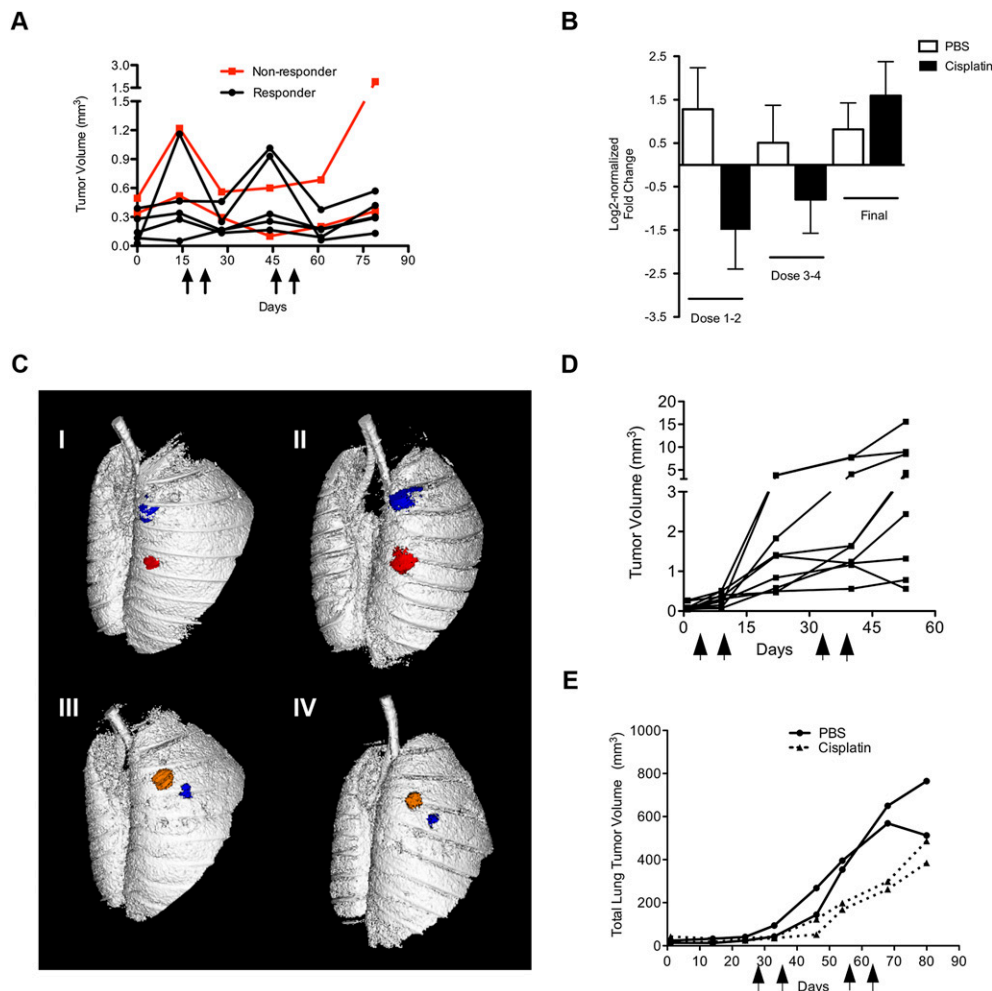 A
Non-responder
Responder
Tumor Volume (mm³)
3.0
1.5
1.2
0.9
0.6
0.3
0.0
0 15 30 45 60 75 90
Days
B
PBS
Cisplatin
Log2-normalized
Fold Change
2.5
1.5
0.5
-0.5
-1.5
-2.5
-3.5
Final
Dose 3-4
Dose 1-2
C
I
II
III
IV
D
Tumor Volume (mm³)
20
15
10
5
3
2
1
0
0 15 30 45 60
Days
E
PBS
Cisplatin
Total Lung Tumor Volume
(mm³)
1000
800
600
400
200
0
0 10 20 30 40 50 60 70 80 90
Days